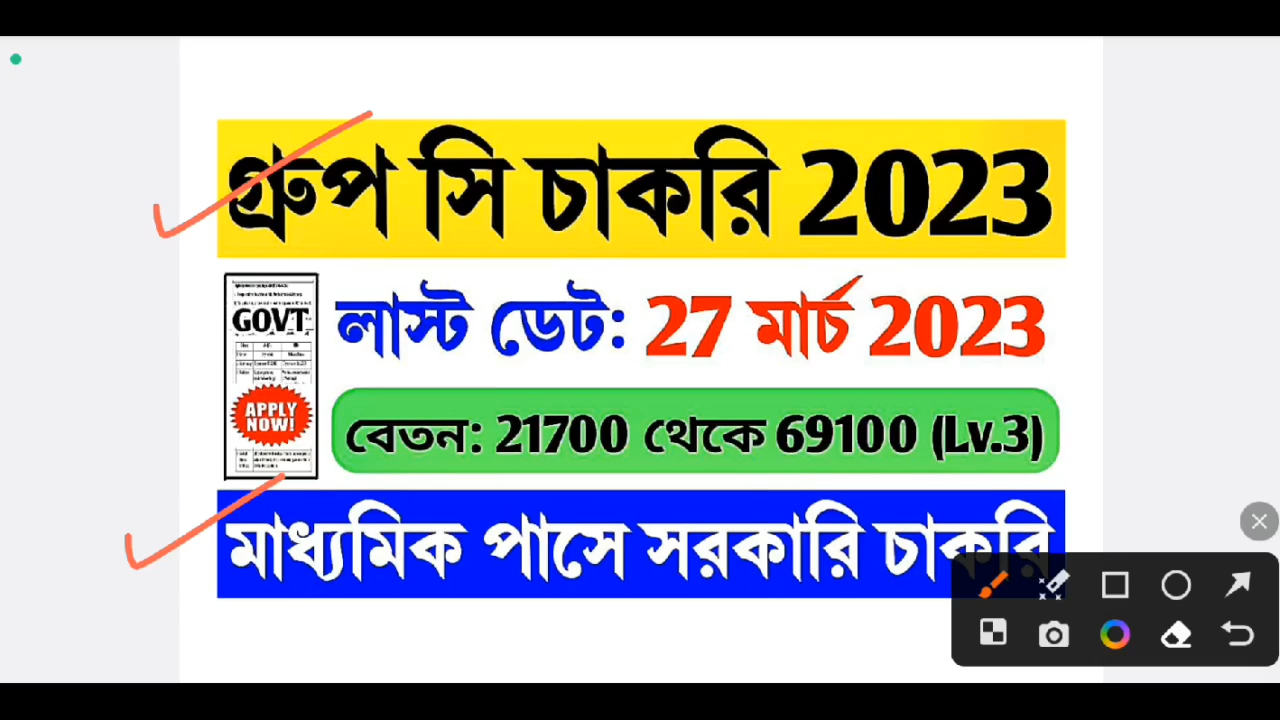 গ্রুপ সি চাকরি 2023
লাস্ট ডেট: 27 মার্চ 2023
GOVT
APPLY
NOW!
বেতন: 21700 থেকে 69100 (Lv.3)
মাধ্যমিক পাসে সরকারি চাকরি